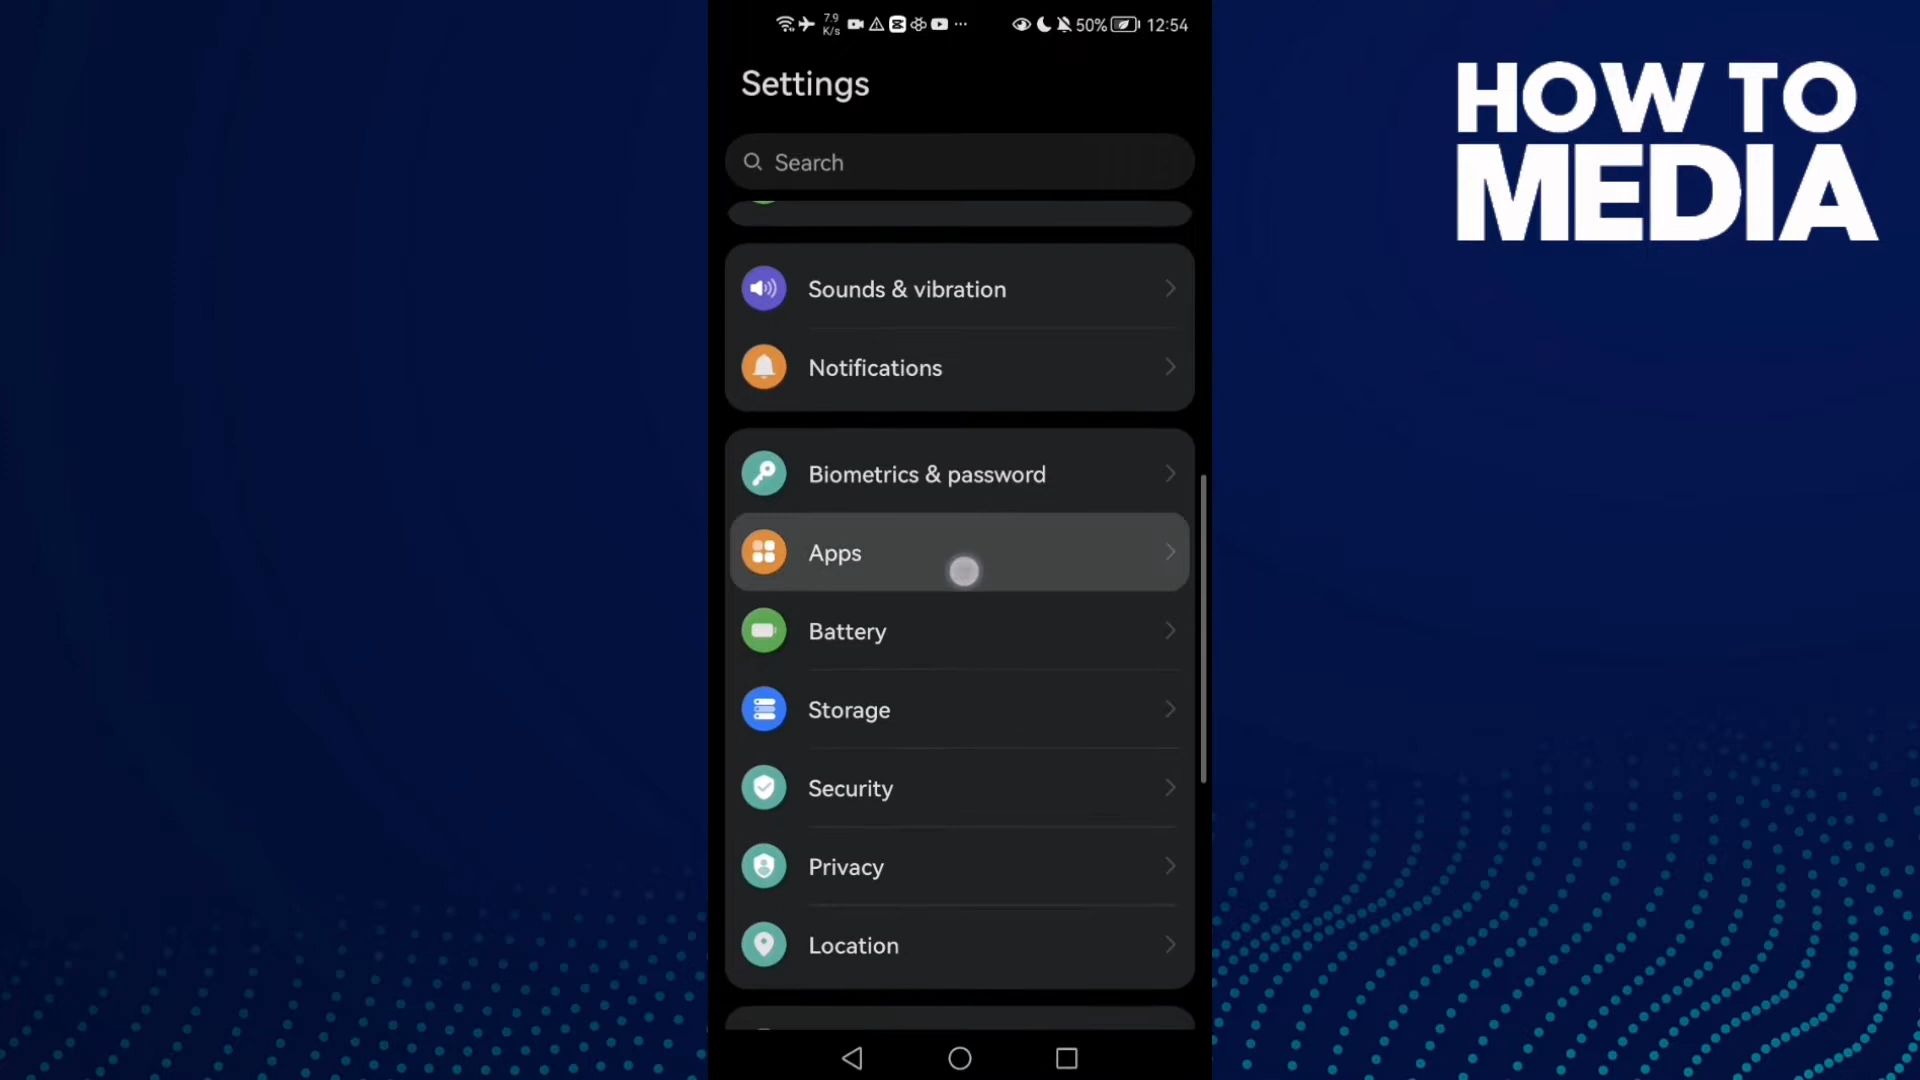 7.9
K/s
50%
12:54
Settings
Search
Sounds & vibration
Notifications
Biometrics & password
Apps
Battery
Storage
Security
Privacy
Location
HOW TO
MEDIA